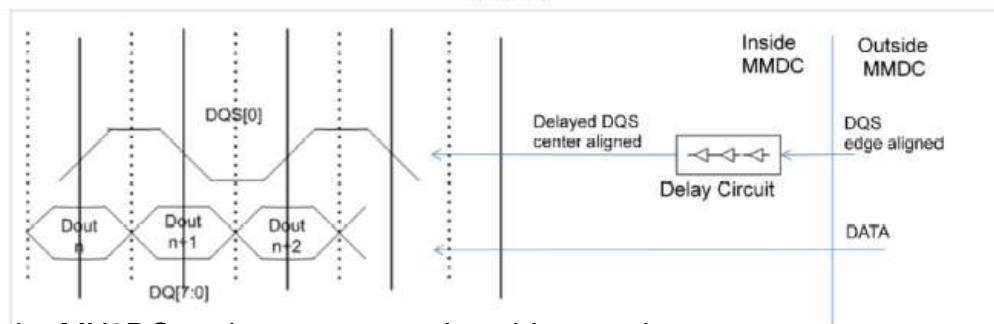 Inside
MMDC
Outside
MMDC
DQS[0]
Delayed DQS
center aligned
DQS
edge aligned
Delay Circuit
Dout
n
Dout
n+1
Dout
n+2
DATA
DQ[7:0]